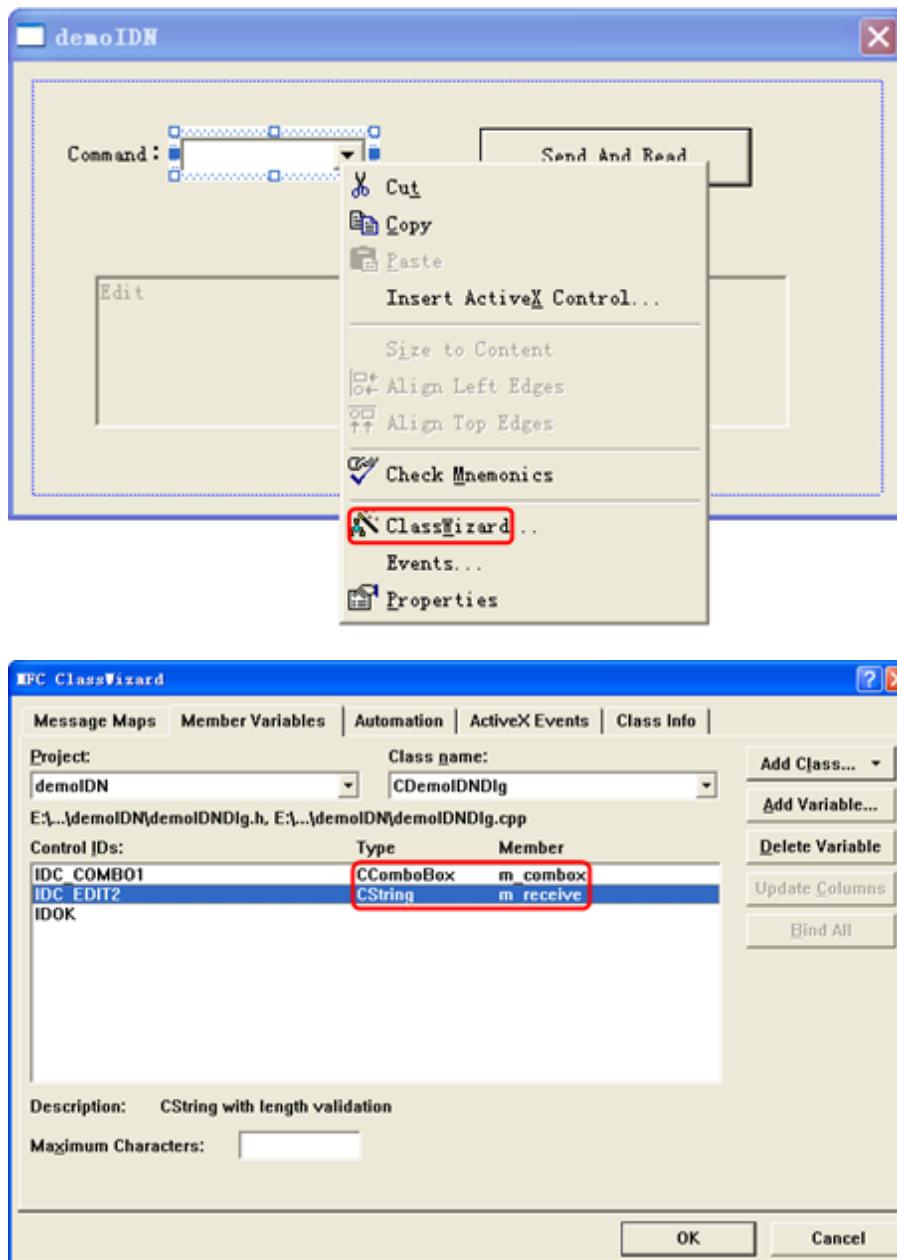 demoIDN
Command: Send And Read
Cut
Copy
Paste
Edit
Insert ActiveX Control...
Size to Content
Align Left Edges
Align Top Edges
Check Mnemonics
ClassWizard...
Events...
Properties
MFC ClassWizard
Message Maps Member Variables Automation ActiveX Events Class Info
Project: Class name: Add Class...
demoIDN CDemoIDNDlg
E:\...\demoIDN\demoIDNDlg.h, E:\...\demoIDN\demoIDNDlg.cpp Add Variable...
Control IDs: Type Member Delete Variable
IDC_COMBO1 CComboBox m_combox
IDC_EDIT2 CString m_receive Update Columns
IDOK
Bind All
Description: CString with length validation
Maximum Characters:
OK Cancel